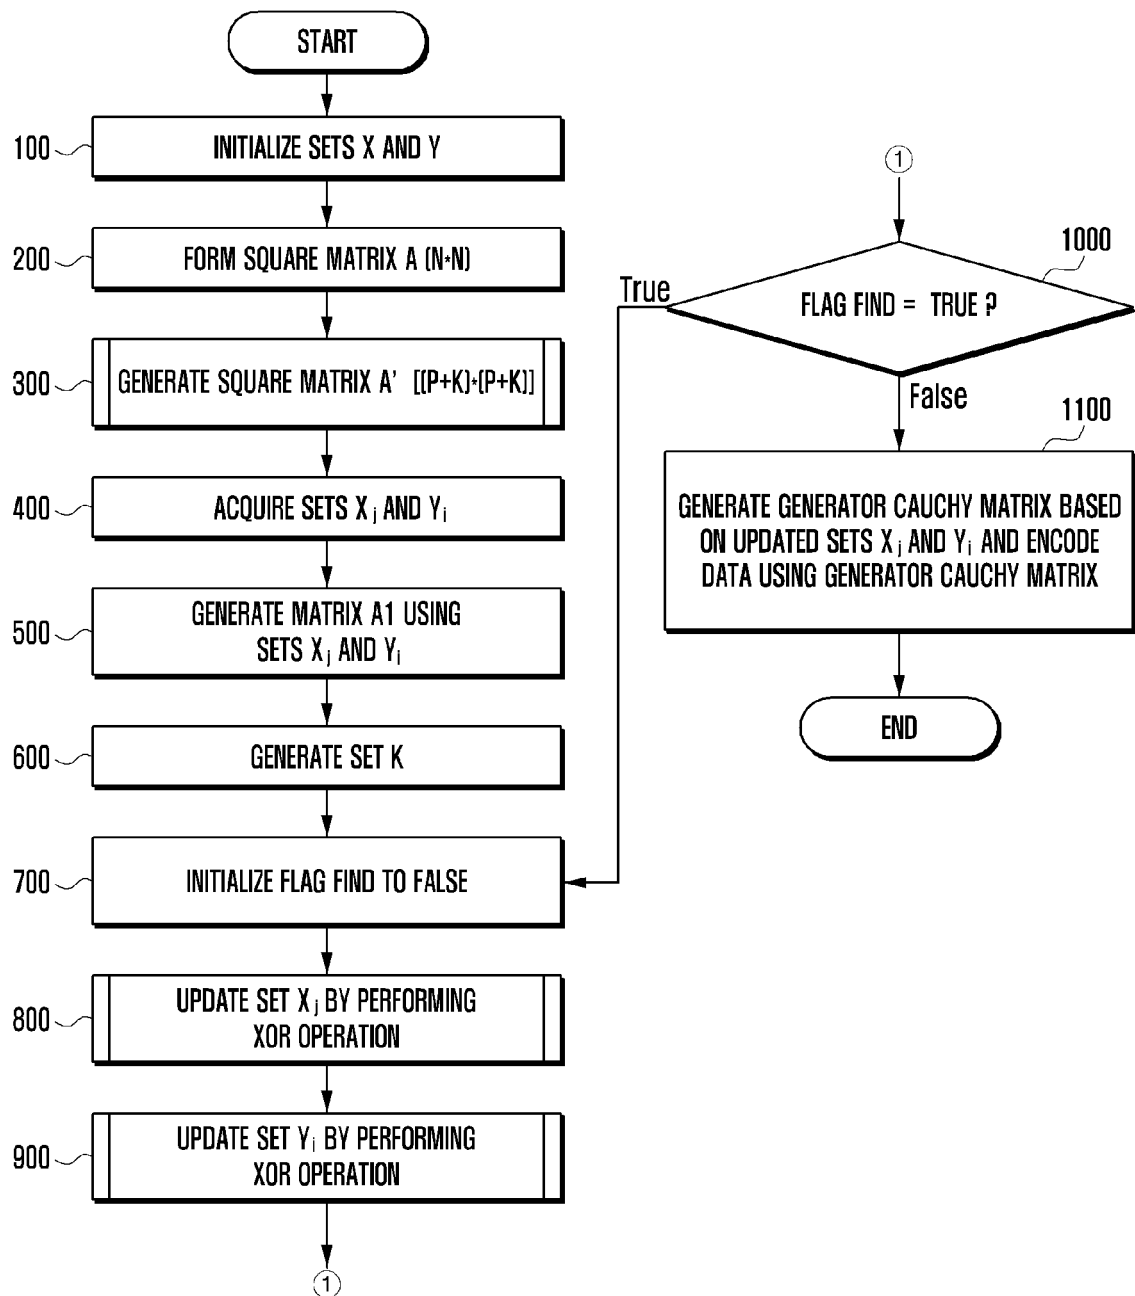 START
100
INITIALIZE SETS X AND Y
200
FORM SQUARE MATRIX A (N*N)
300
GENERATE SQUARE MATRIX A' [(P+K)*(P+K)]
400
ACQUIRE SETS Xj AND Yi
500
GENERATE MATRIX A1 USING
SETS Xj AND Yi
600
GENERATE SET K
700
INITIALIZE FLAG FIND TO FALSE
800
UPDATE SET Xj BY PERFORMING
XOR OPERATION
900
UPDATE SET Yi BY PERFORMING
XOR OPERATION
1
1
1000
FLAG FIND = TRUE ?
True
False
1100
GENERATE GENERATOR CAUCHY MATRIX BASED
ON UPDATED SETS Xj AND Yi AND ENCODE
DATA USING GENERATOR CAUCHY MATRIX
END